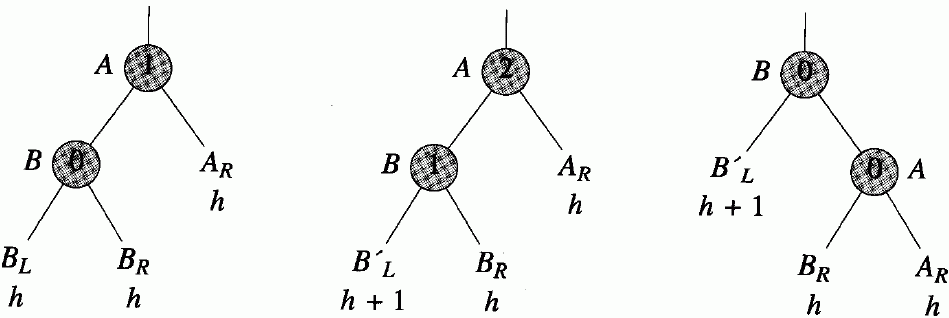 A 1
B 0
A_R
h
B_L
h
B_R
h
A 2
B 1
A_R
h
B´_L
h + 1
B_R
h
B 0
B´_L
h + 1
0 A
B_R
h
A_R
h